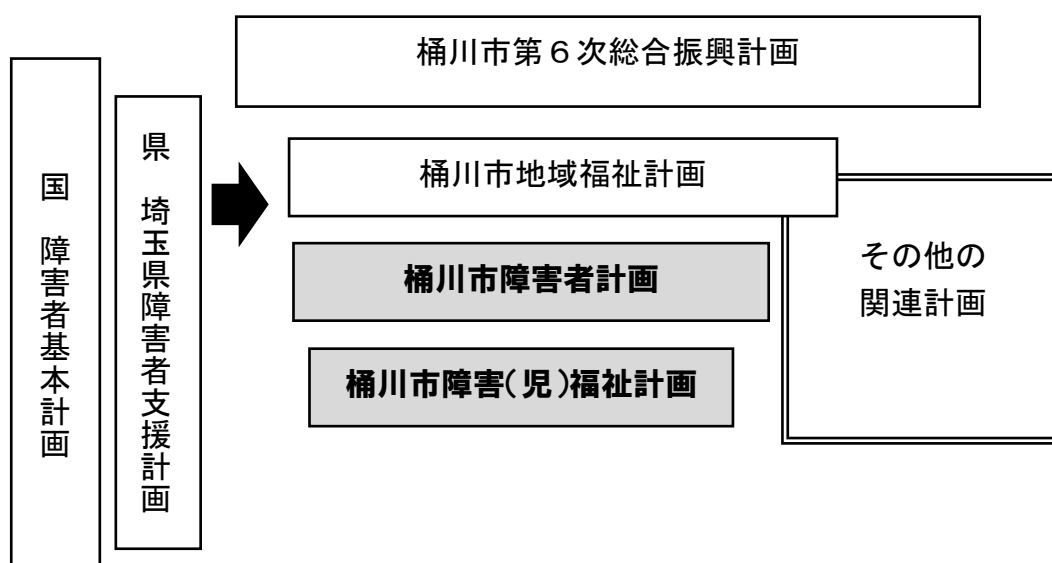 桶川市第６次総合振興計画
国　障害者基本計画
県　埼玉県障害者支援計画
桶川市地域福祉計画
桶川市障害者計画
桶川市障害(児)福祉計画
その他の
関連計画